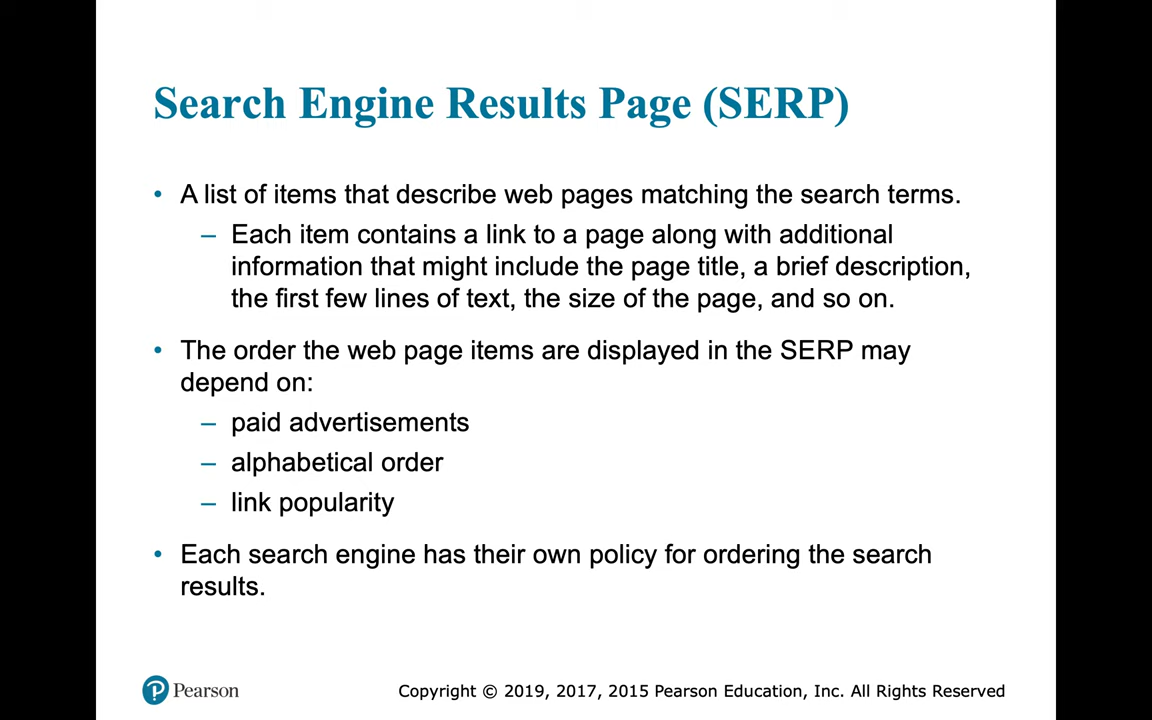 Search Engine Results Page (SERP)
• A list of items that describe web pages matching the search terms.
– Each item contains a link to a page along with additional
information that might include the page title, a brief description,
the first few lines of text, the size of the page, and so on.
• The order the web page items are displayed in the SERP may
depend on:
– paid advertisements
– alphabetical order
– link popularity
• Each search engine has their own policy for ordering the search
results.
P Pearson
Copyright © 2019, 2017, 2015 Pearson Education, Inc. All Rights Reserved